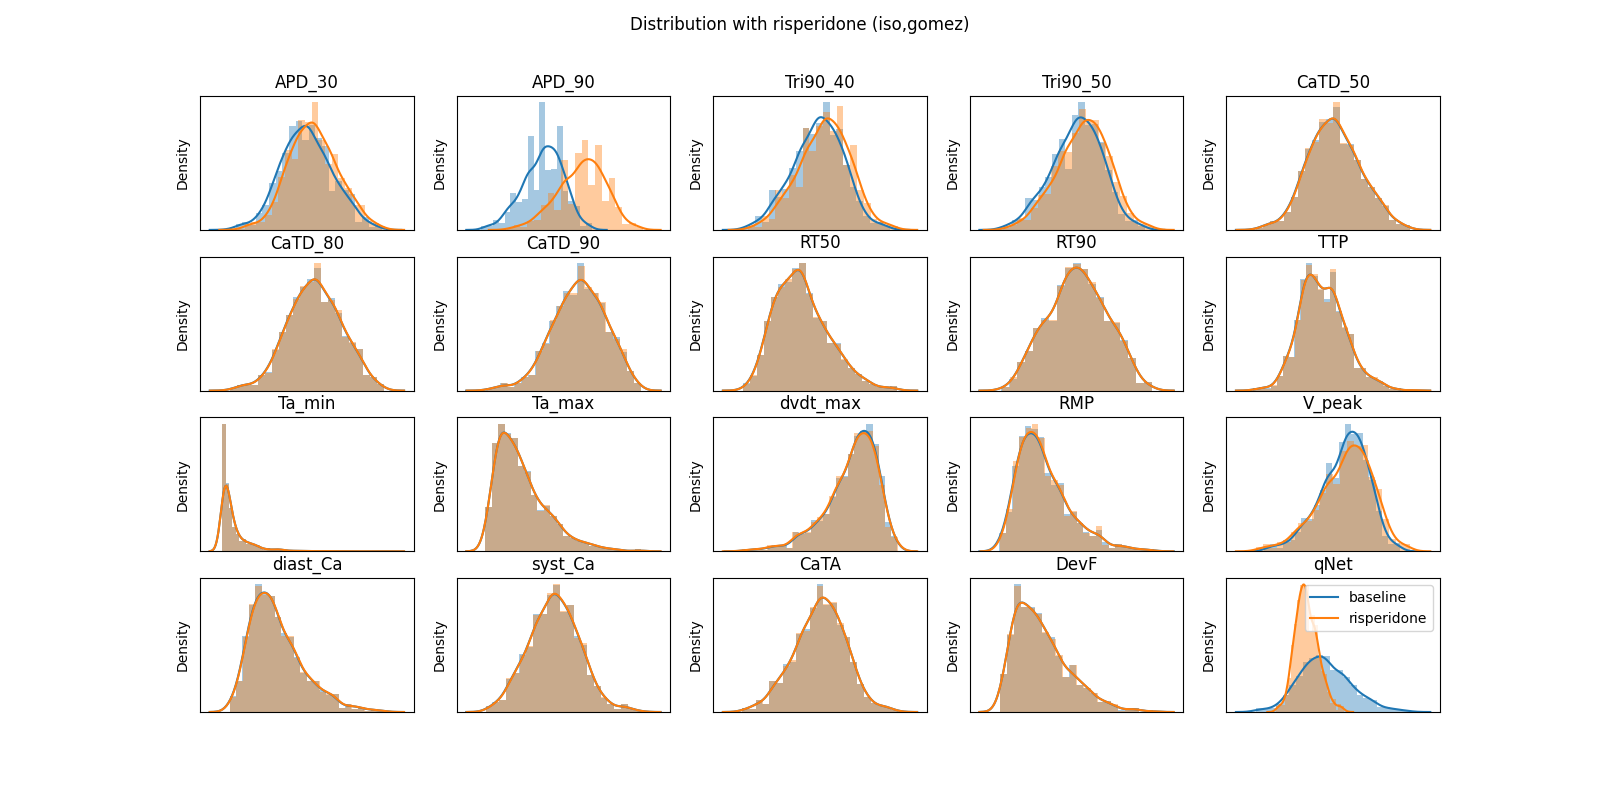 Distribution with risperidone (iso,gomez)
APD_30 APD_90 Tri90_40 Tri90_50 CaTD_50
Density Density Density Density Density
CaTD_80 CaTD_90 RT50 RT90 TTP
Density Density Density Density Density
Ta_min Ta_max dvdt_max RMP V_peak
Density Density Density Density Density
diast_Ca syst_Ca CaTA DevF qNet
baseline
risperidone
Density Density Density Density Density